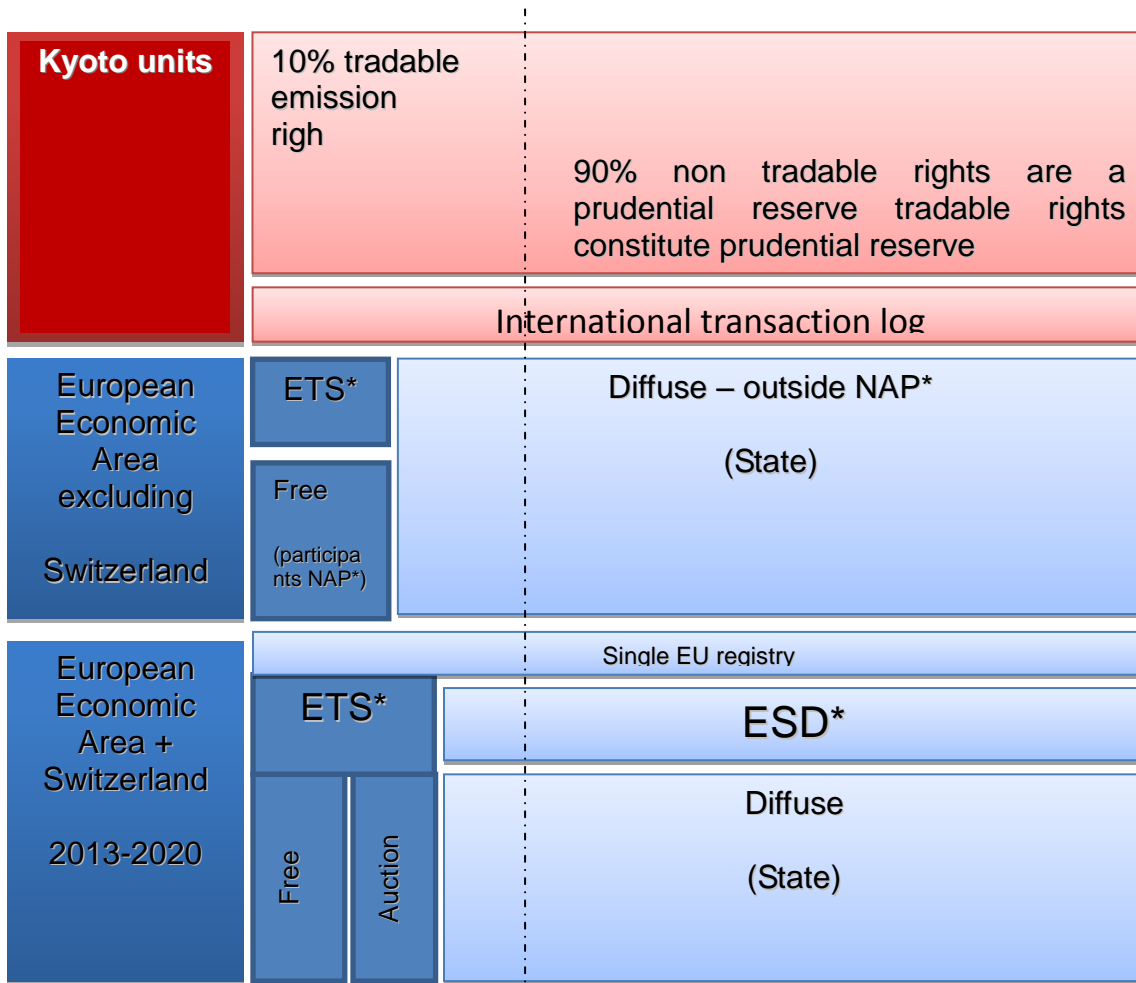 Kyoto units
10% tradable
emission
righ
90% non tradable rights are a
prudential reserve tradable rights
constitute prudential reserve
International transaction log
European
Economic
Area
excluding
Switzerland
ETS*
Free
(participa
nts NAP*)
Diffuse – outside NAP*
(State)
European
Economic
Area +
Switzerland
2013-2020
Single EU registry
ETS*
ESD*
Free
Auction
Diffuse
(State)